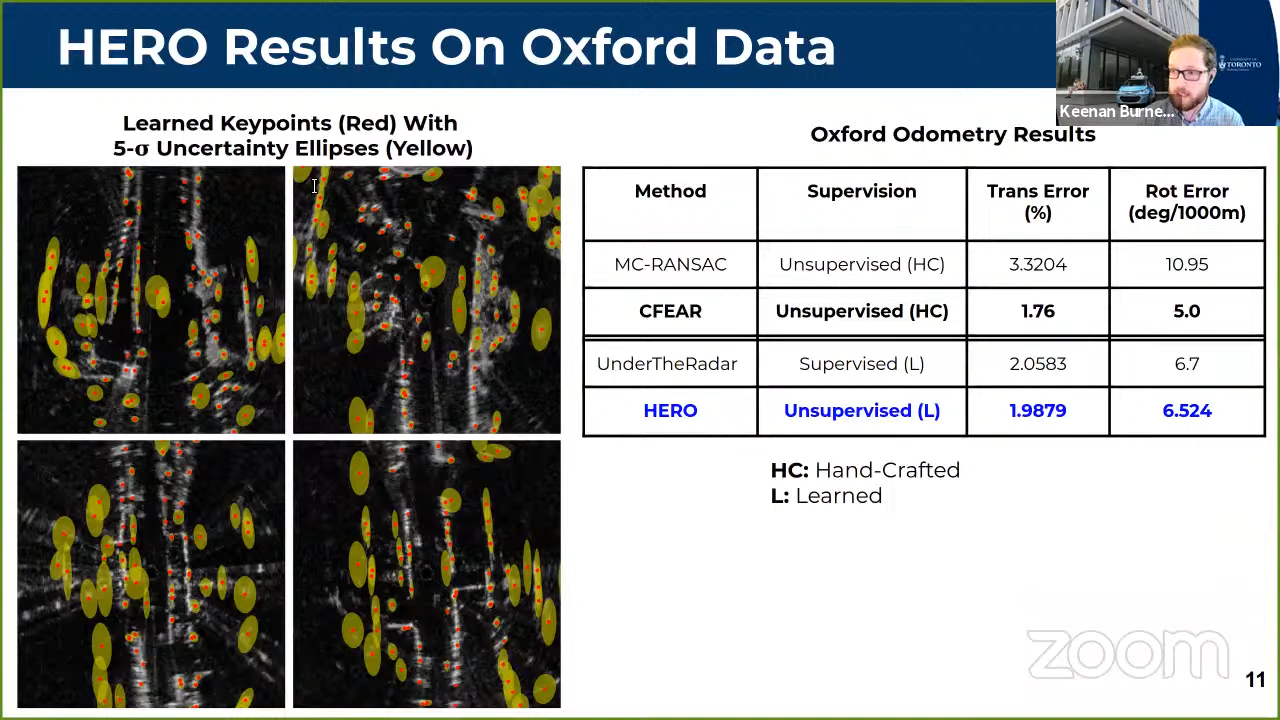 HERO Results On Oxford Data
UNIVERSITY OF
TORONTO
Keenan Burne...
Learned Keypoints (Red) With
5-σ Uncertainty Ellipses (Yellow)
Oxford Odometry Results
Method Supervision Trans Error (%) Rot Error (deg/1000m)
MC-RANSAC Unsupervised (HC) 3.3204 10.95
CFEAR Unsupervised (HC) 1.76 5.0
UnderTheRadar Supervised (L) 2.0583 6.7
HERO Unsupervised (L) 1.9879 6.524
HC: Hand-Crafted
L: Learned
zoom
11